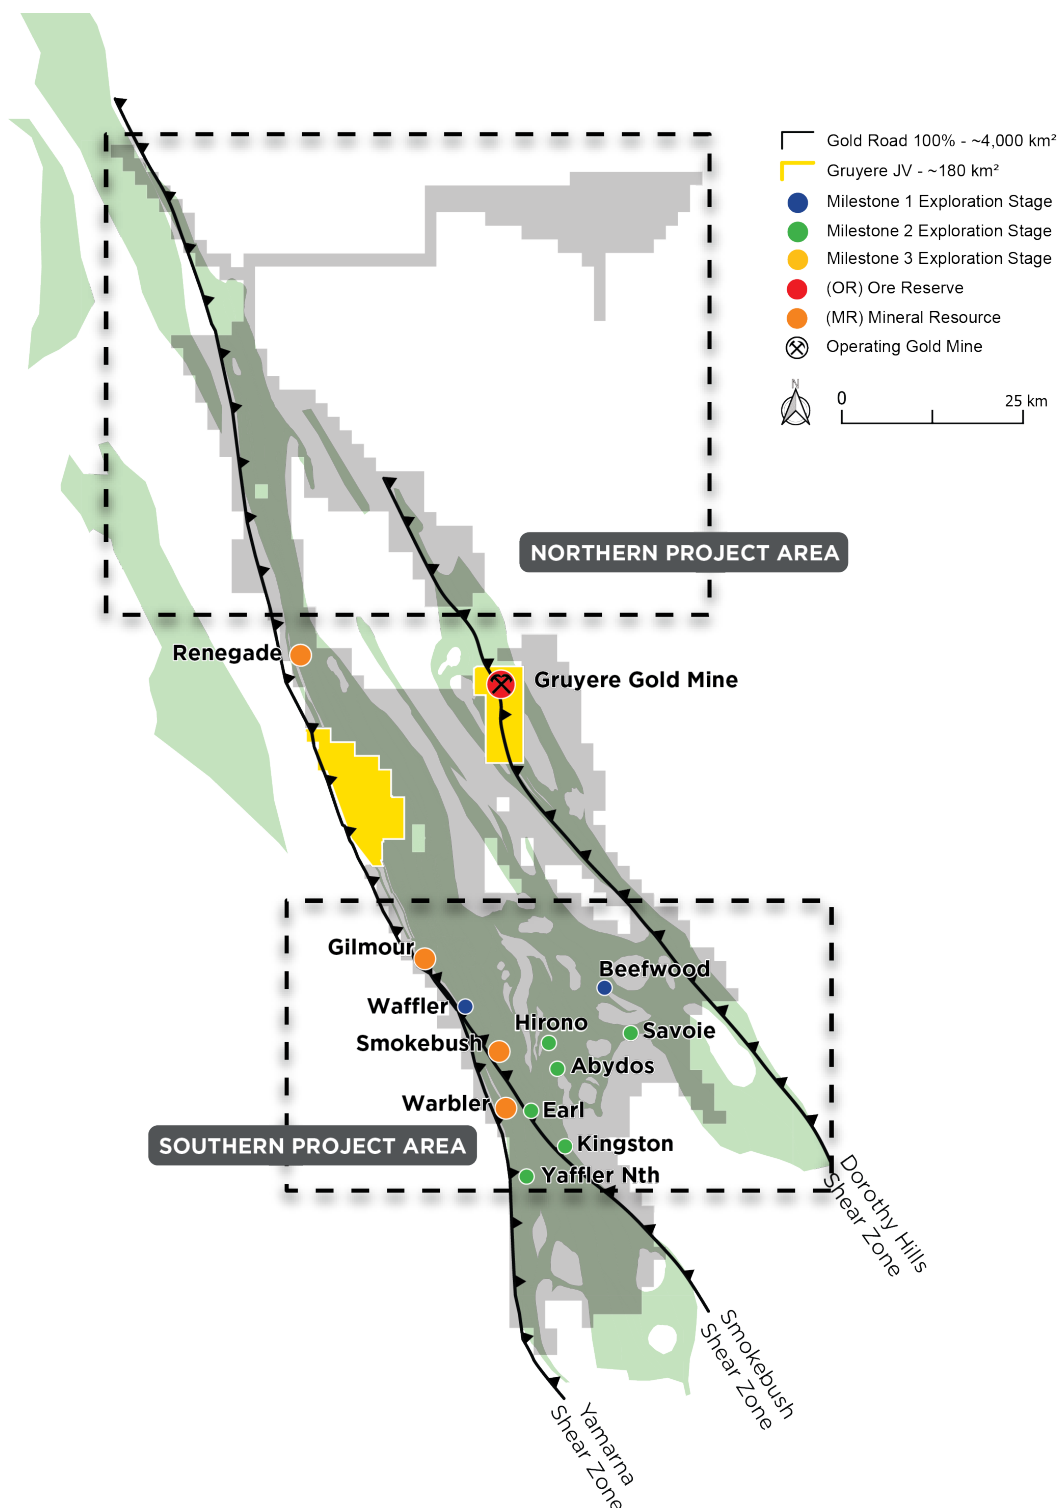 Gold Road 100% - ~4,000 km²
Gruyere JV - ~180 km²
Milestone 1 Exploration Stage
Milestone 2 Exploration Stage
Milestone 3 Exploration Stage
(OR) Ore Reserve
(MR) Mineral Resource
Operating Gold Mine
N
0
25 km
NORTHERN PROJECT AREA
Renegade
Gruyere Gold Mine
Gilmour
Beefwood
Waffler
Hirono
Savoie
Smokebush
Abydos
Warbler
Earl
SOUTHERN PROJECT AREA
Kingston
Yaffler Nth
Dorothy Hills
Shear Zone
Smokebush
Shear Zone
Yamarna
Shear Zone